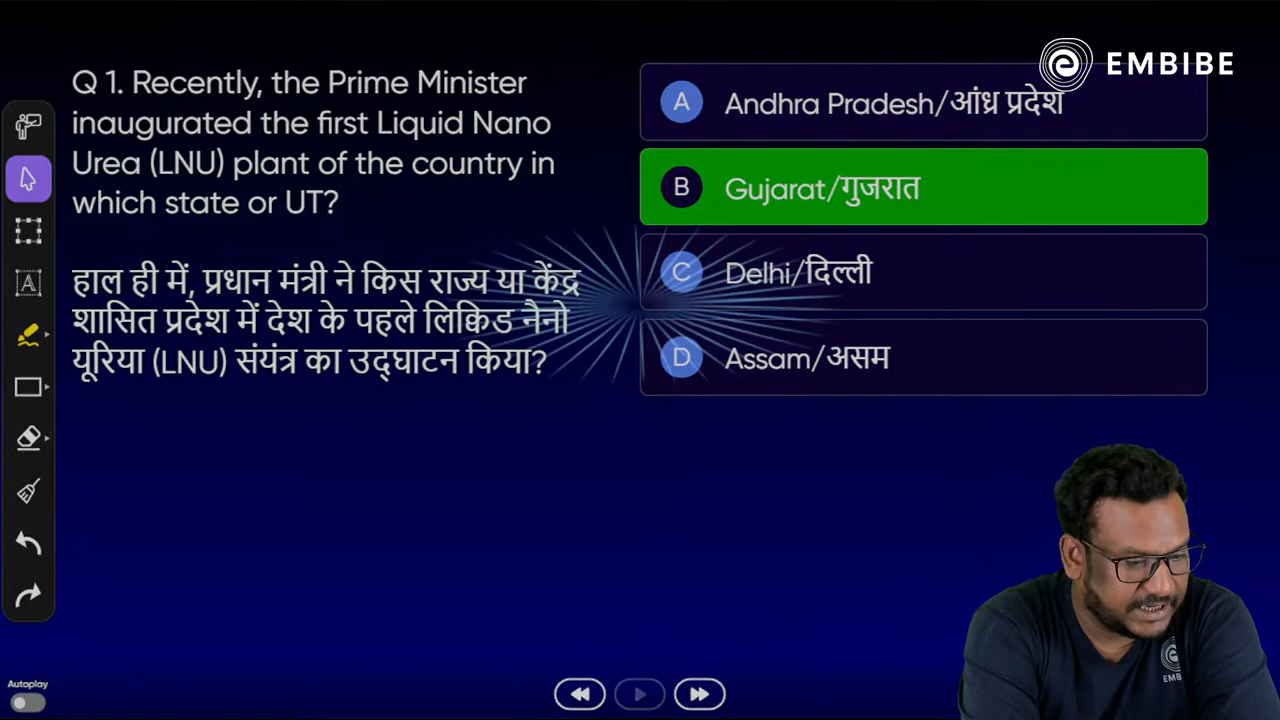 EMBIBE
Q 1. Recently, the Prime Minister
inaugurated the first Liquid Nano
Urea (LNU) plant of the country in
which state or UT?
हाल ही में, प्रधान मंत्री ने किस राज्य या केंद्र
शासित प्रदेश में देश के पहले लिक्विड नैनो
यूरिया (LNU) संयंत्र का उद्घाटन किया?
A Andhra Pradesh/आंध्र प्रदेश
B Gujarat/गुजरात
C Delhi/दिल्ली
D Assam/असम
A
Autoplay
e
EMB